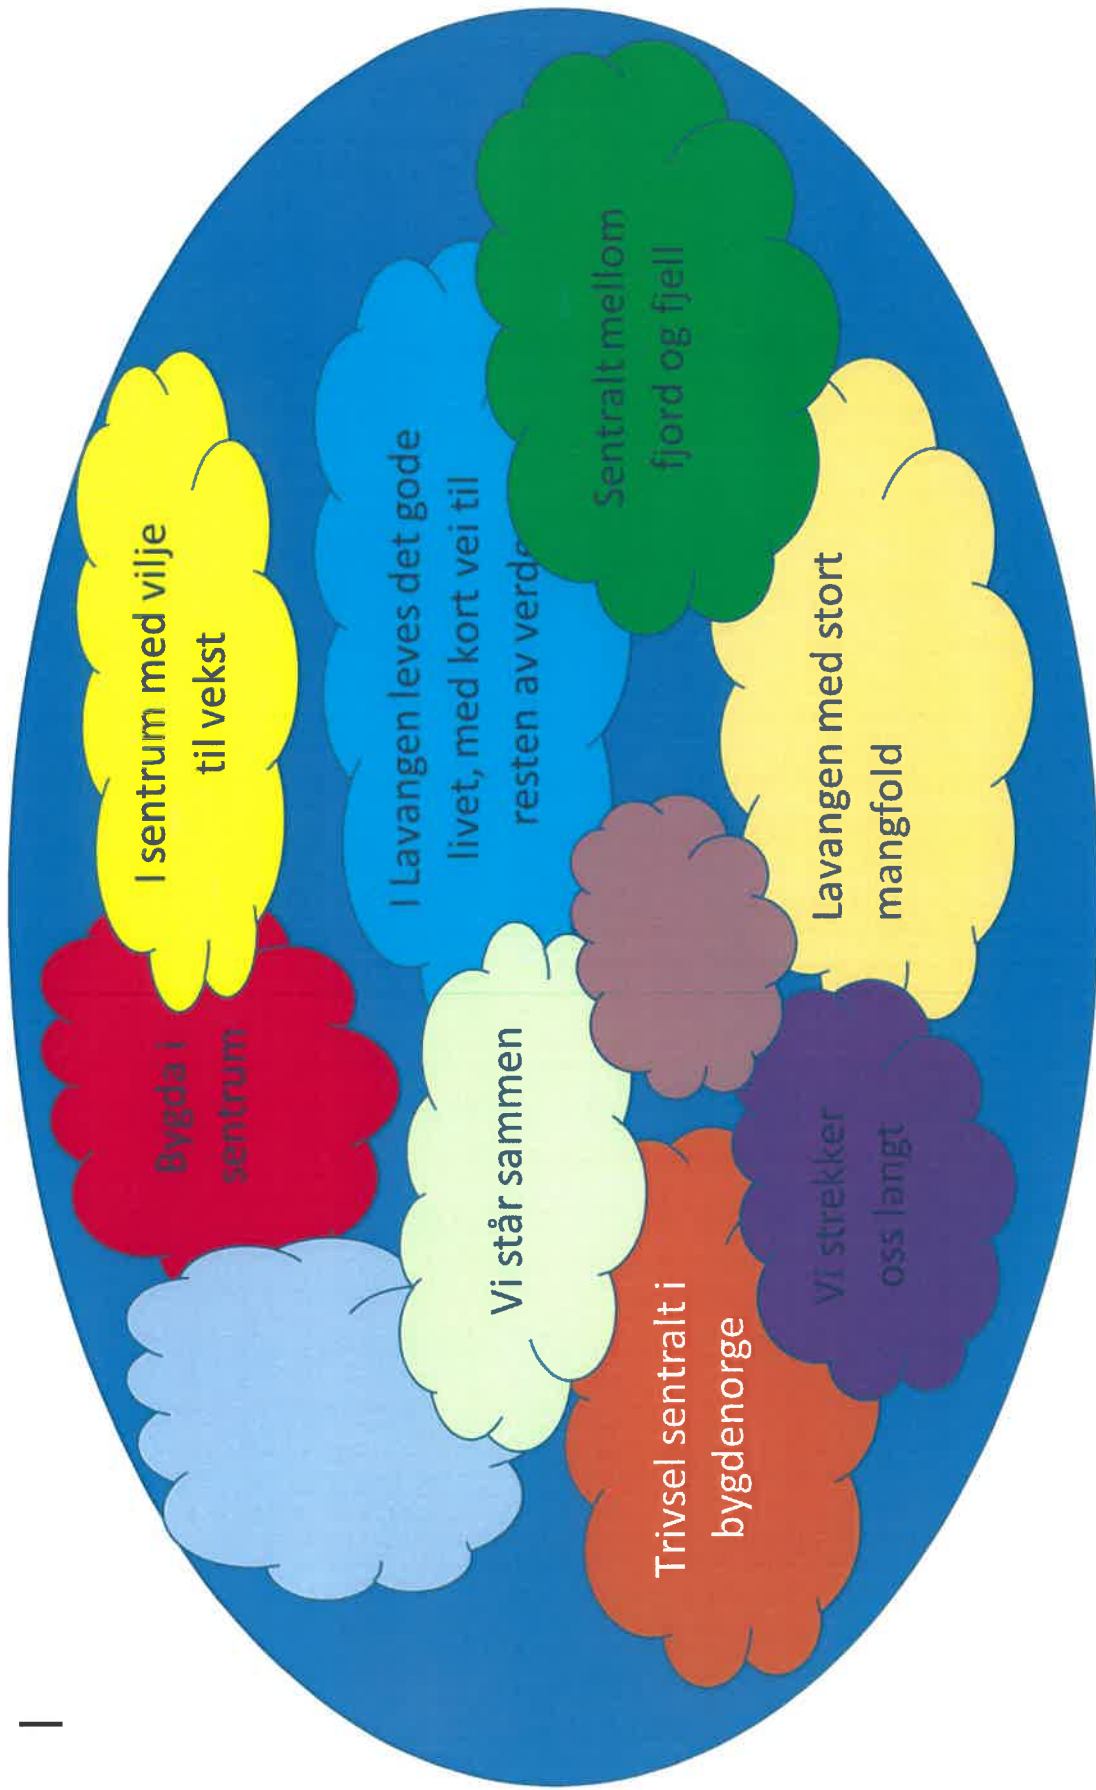 Bygda i
sentrum
I sentrum med vilje
til vekst
I Lavangen leves det gode
livet, med kort vei til
resten av
Vi står sammen
Sentralt mellom
fjord og fjell
Trivsel sentralt i
bygdenorge
Vi strekker
oss langt
Lavangen med stort
mangfold